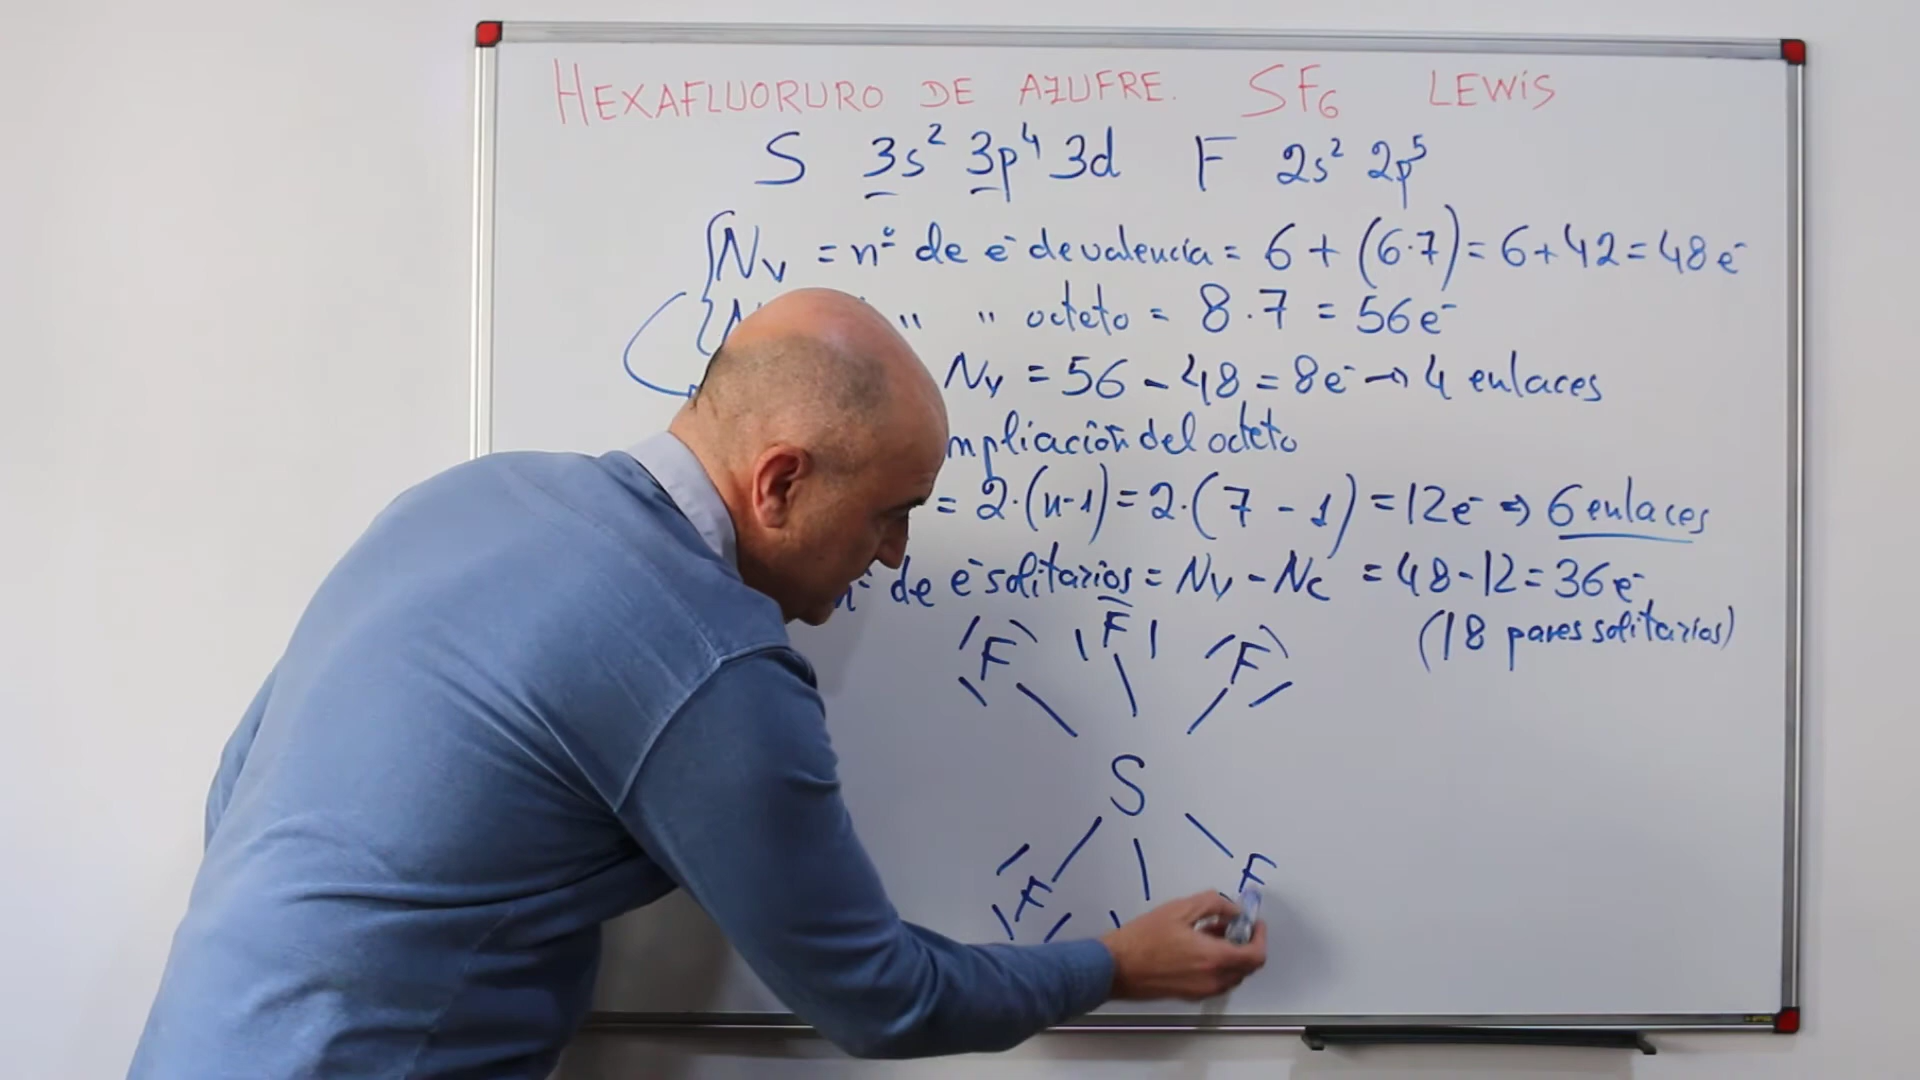 HEXAFLUORURO DE AZUFRE. SF₆ LEWIS
S 3s² 3p⁴ 3d F 2s² 2p⁵
Nᵥ = nº de e⁻ de valencia = 6 + (6·7) = 6 + 42 = 48 e⁻
" " octeto = 8·7 = 56 e⁻
Nᵥ = 56 - 48 = 8e⁻ → 4 enlaces
mpliación del octeto
= 2·(n-1) = 2·(7 - 1) = 12e⁻ ⇒ 6 enlaces
nº de e⁻ solitarios = Nᵥ - N꜀ = 48 - 12 = 36 e⁻
(18 pares solitarios)
F F F
S
F F